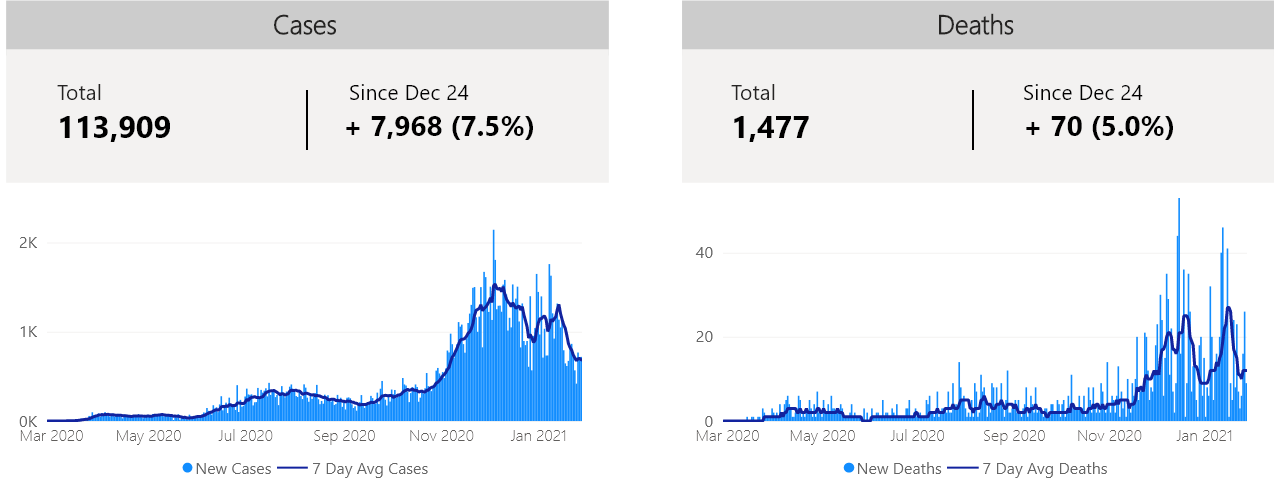 Cases
Total
113,909
Since Dec 24
+ 7,968 (7.5%)
2K
1K
0K
Mar 2020 May 2020 Jul 2020 Sep 2020 Nov 2020 Jan 2021
New Cases 7 Day Avg Cases
Deaths
Total
1,477
Since Dec 24
+ 70 (5.0%)
40
20
0
Mar 2020 May 2020 Jul 2020 Sep 2020 Nov 2020 Jan 2021
New Deaths 7 Day Avg Deaths